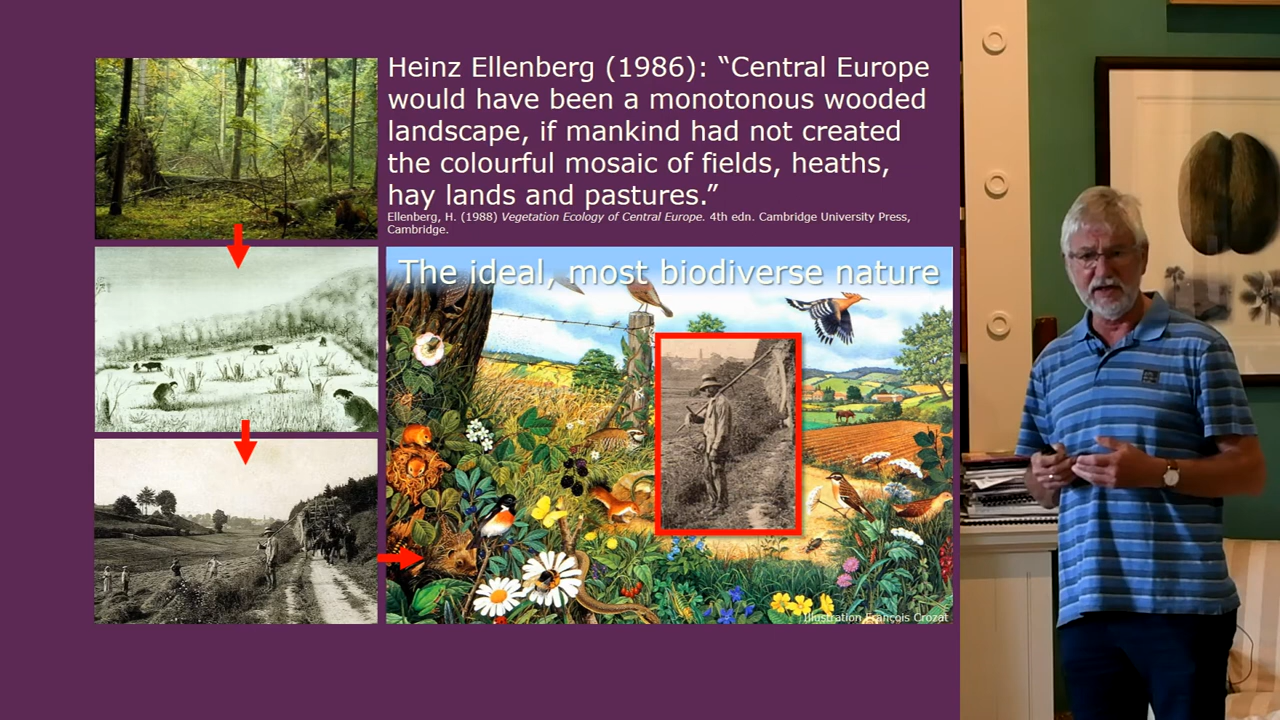 Heinz Ellenberg (1986): “Central Europe
would have been a monotonous wooded
landscape, if mankind had not created
the colourful mosaic of fields, heaths,
hay lands and pastures.”
Ellenberg, H. (1988) Vegetation Ecology of Central Europe. 4th edn. Cambridge University Press,
Cambridge.
The ideal, most biodiverse nature
Illustration François Crozat